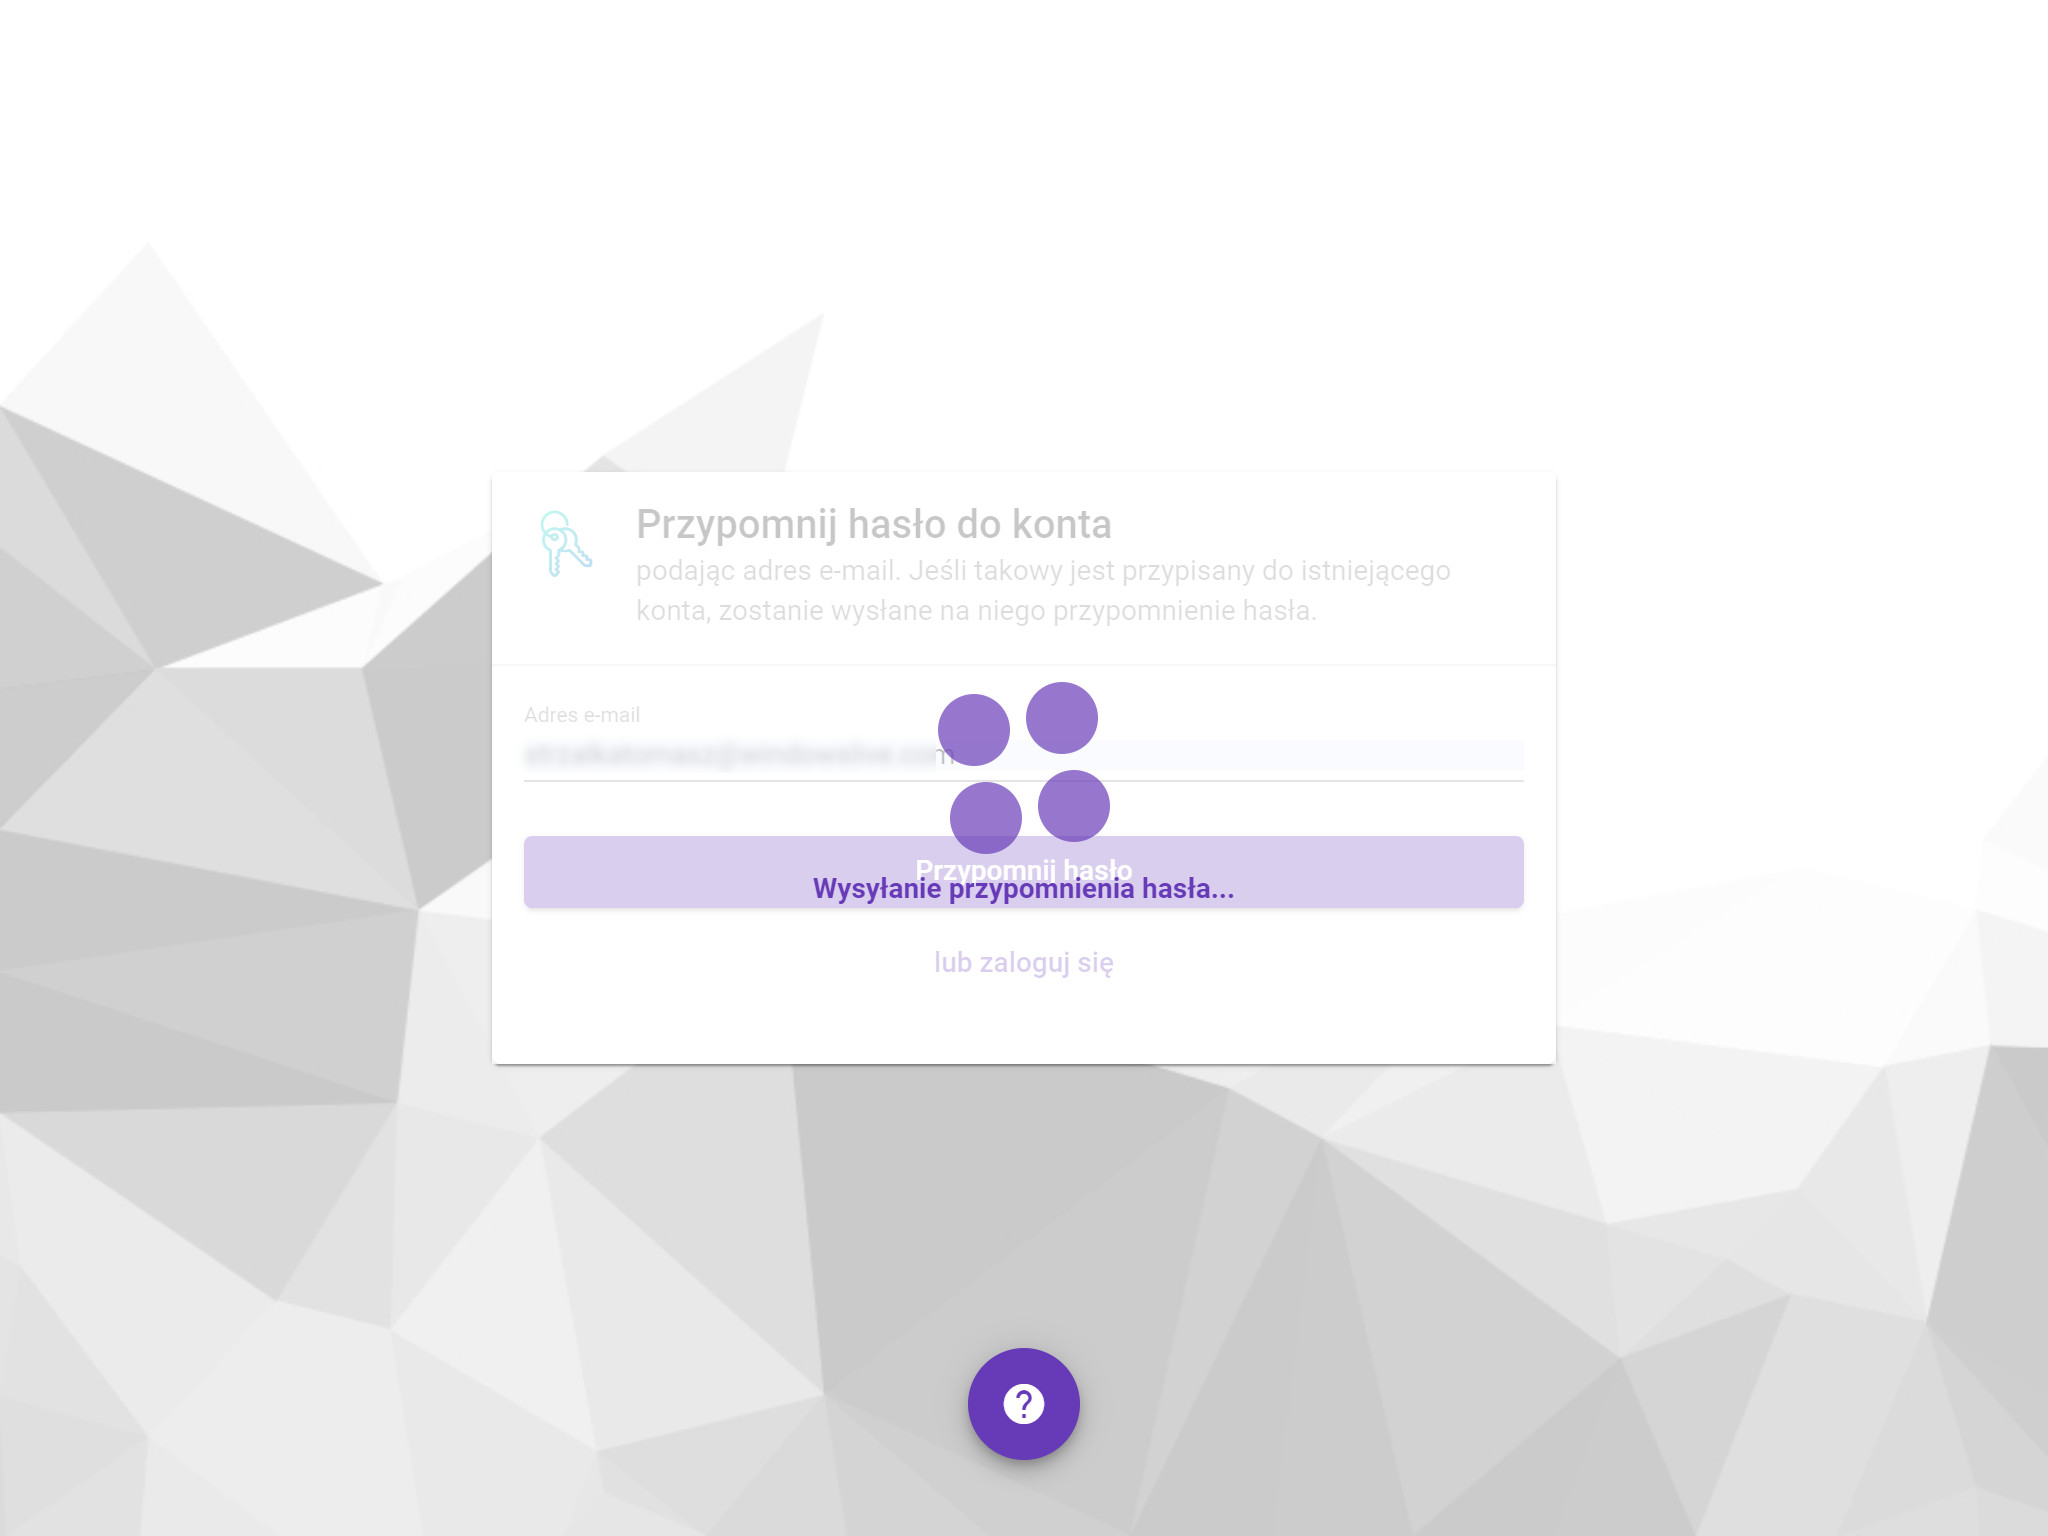 Przypomnij hasło do konta
podając adres e-mail. Jeśli takowy jest przypisany do istniejącego
konta, zostanie wysłane na niego przypomnienie hasła.
Adres e-mail
Przypomnij hasło
Wysyłanie przypomnienia hasła...
lub zaloguj się
?